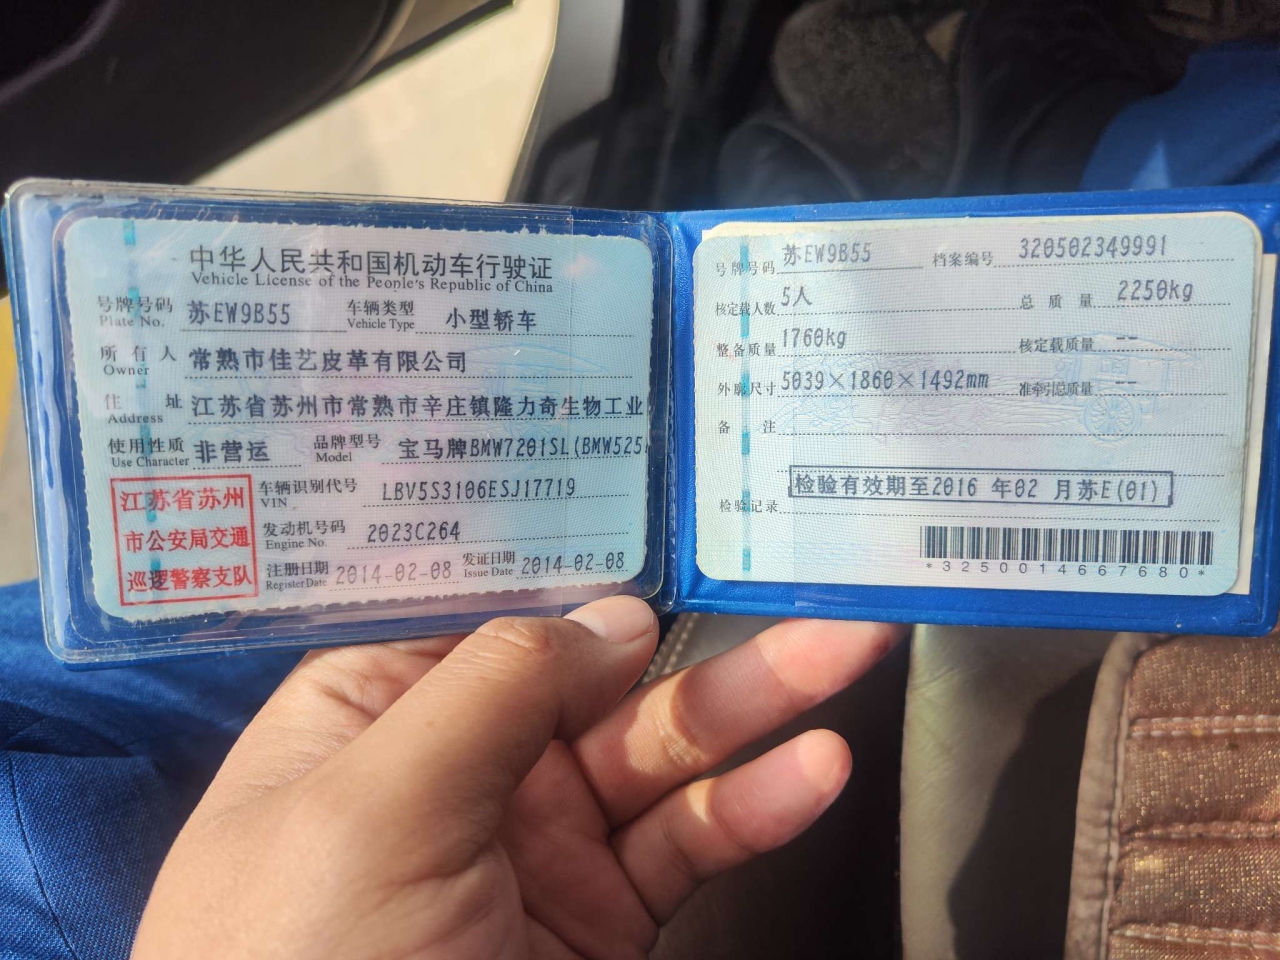 中华人民共和国机动车行驶证
Vehicle License of the People's Republic of China
号牌号码 苏EW9B55 车辆类型 小型轿车
Plate No. Vehicle Type
所有人 常熟市佳艺皮革有限公司
Owner
住址 江苏省苏州市常熟市辛庄镇隆力奇生物工业
Address
使用性质 非营运 品牌型号 宝马牌BMW7201SL(BMW525
Use Character Model
江苏省苏州
市公安局交通
巡逻警察支队
车辆识别代号 LBV5S3106ESJ17719
VIN
发动机号码 2023C264
Engine No.
注册日期 2014-02-08 发证日期 2014-02-08
Register Date Issue Date
号牌号码 苏EW9B55 档案编号 320502349991
核定载人数 5人 总质量 2250kg
整备质量 1760kg 核定载质量 --
外廓尺寸 5039×1860×1492mm 准牵引总质量 --
备注
检验记录 检验有效期至2016 年02 月苏E(01)
*3250014667680*